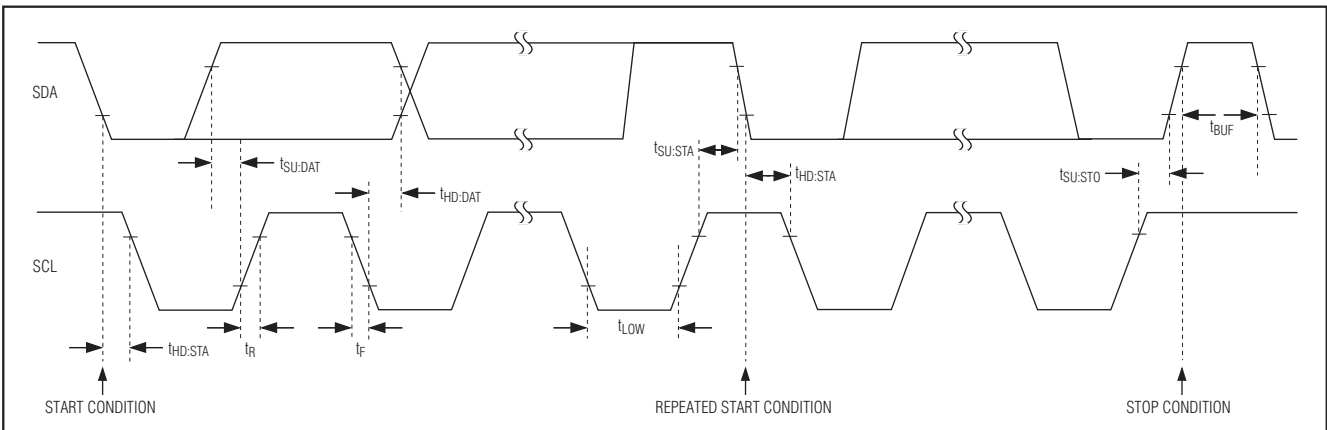 SDA
tSU:DAT
tHD:DAT
tSU:STA
tHD:STA
tSU:STO
tBUF
SCL
tHD:STA
tR
tF
tLOW
START CONDITION
REPEATED START CONDITION
STOP CONDITION